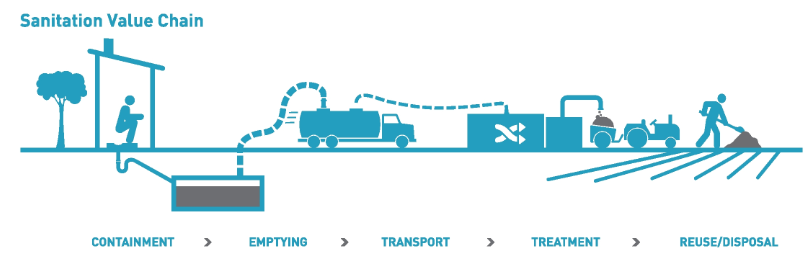 Sanitation Value Chain
CONTAINMENT > EMPTYING > TRANSPORT > TREATMENT > REUSE/DISPOSAL